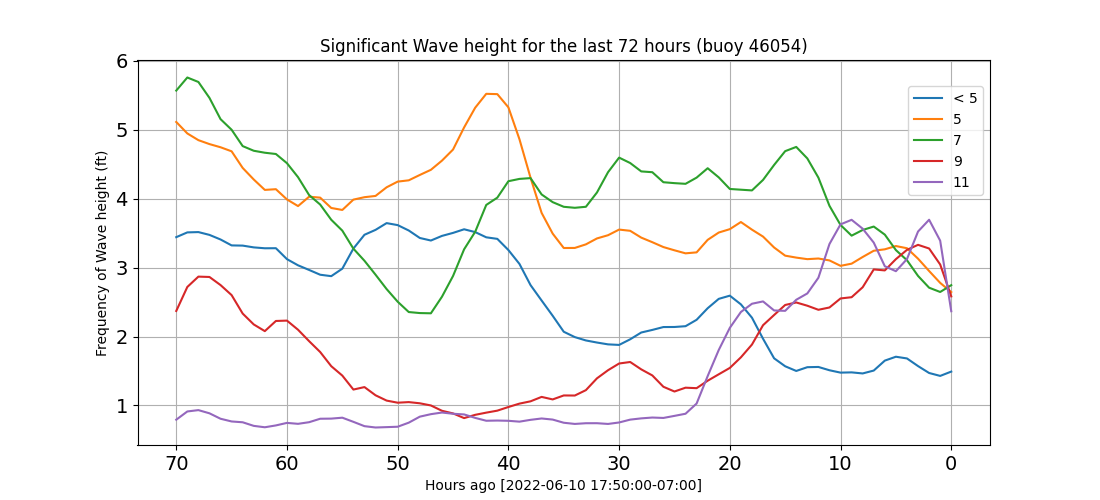 Significant Wave height for the last 72 hours (buoy 46054)
Frequency of Wave height (ft)
6
5
4
3
2
1
< 5
5
7
9
11
70 60 50 40 30 20 10 0
Hours ago [2022-06-10 17:50:00-07:00]